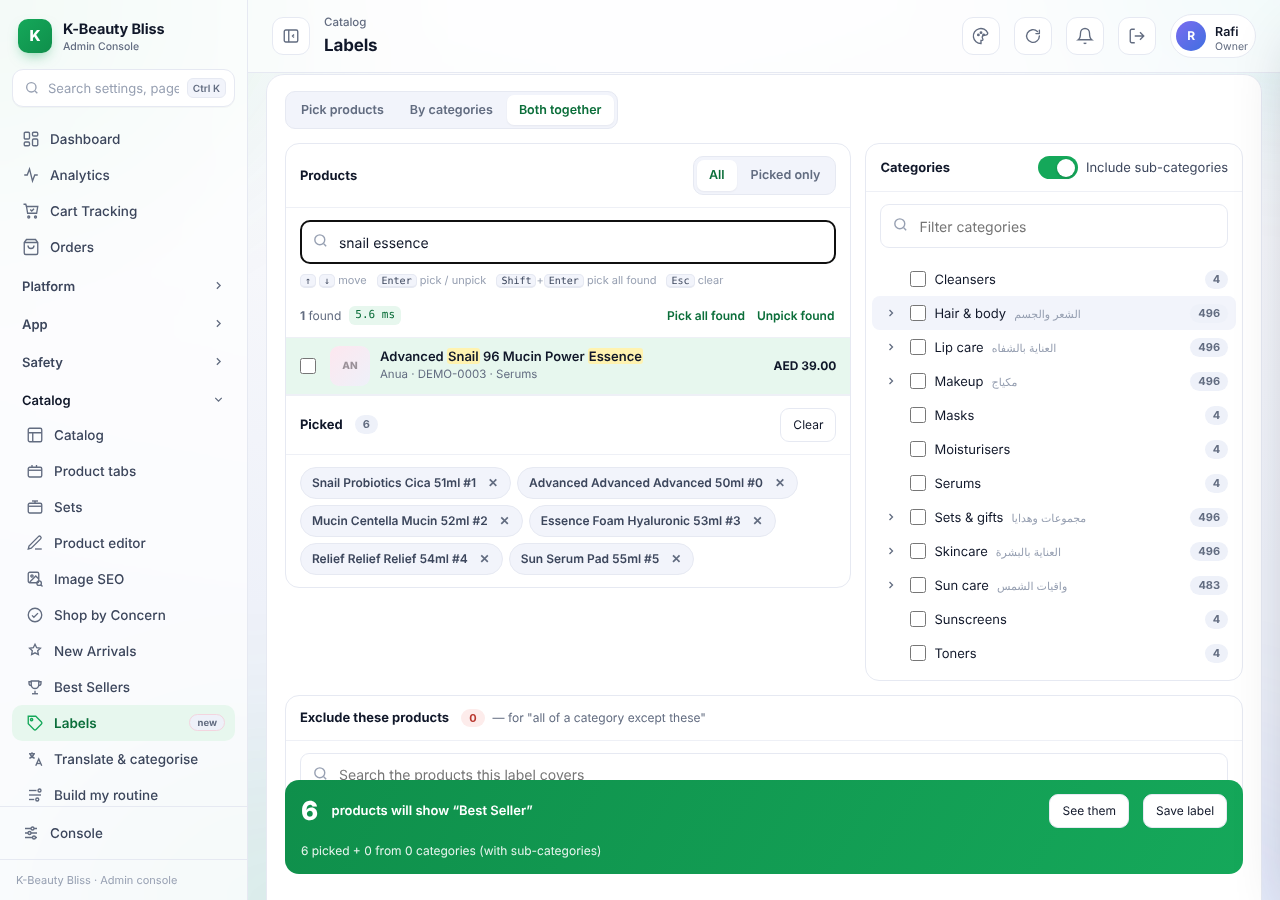 K
K-Beauty Bliss
Admin Console
Search settings, page
Ctrl K
Dashboard
Analytics
Cart Tracking
Orders
Platform
App
Safety
Catalog
Catalog
Product tabs
Sets
Product editor
Image SEO
Shop by Concern
New Arrivals
Best Sellers
Labels new
Translate & categorise
Build my routine
Console
K-Beauty Bliss · Admin console
Catalog
Labels
R
Rafi
Owner
Pick products By categories Both together
Products
All Picked only
snail essence
↑ ↓ move Enter pick / unpick Shift+Enter pick all found Esc clear
1 found 5.6 ms
Pick all found Unpick found
AN
Advanced Snail 96 Mucin Power Essence
Anua · DEMO-0003 · Serums
AED 39.00
Picked 6
Clear
Snail Probiotics Cica 51ml #1 ✕ Advanced Advanced Advanced 50ml #0 ✕
Mucin Centella Mucin 52ml #2 ✕ Essence Foam Hyaluronic 53ml #3 ✕
Relief Relief Relief 54ml #4 ✕ Sun Serum Pad 55ml #5 ✕
Categories
Include sub-categories
Filter categories
Cleansers 4
Hair & body الشعر والجسم 496
Lip care العناية بالشفاه 496
Makeup مكياج 496
Masks 4
Moisturisers 4
Serums 4
Sets & gifts مجموعات وهدايا 496
Skincare العناية بالبشرة 496
Sun care واقيات الشمس 483
Sunscreens 4
Toners 4
Exclude these products 0 — for "all of a category except these"
Search the products this label covers
6 products will show “Best Seller”
See them Save label
6 picked + 0 from 0 categories (with sub-categories)